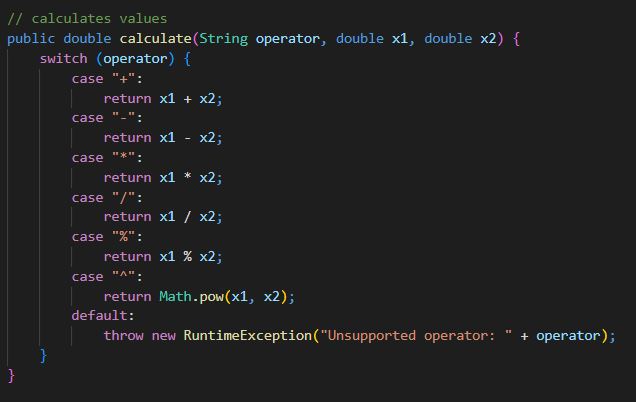 // calculates values
public double calculate(String operator, double x1, double x2) {
    switch (operator) {
        case "+":
            return x1 + x2;
        case "-":
            return x1 - x2;
        case "*":
            return x1 * x2;
        case "/":
            return x1 / x2;
        case "%":
            return x1 % x2;
        case "^":
            return Math.pow(x1, x2);
        default:
            throw new RuntimeException("Unsupported operator: " + operator);
    }
}